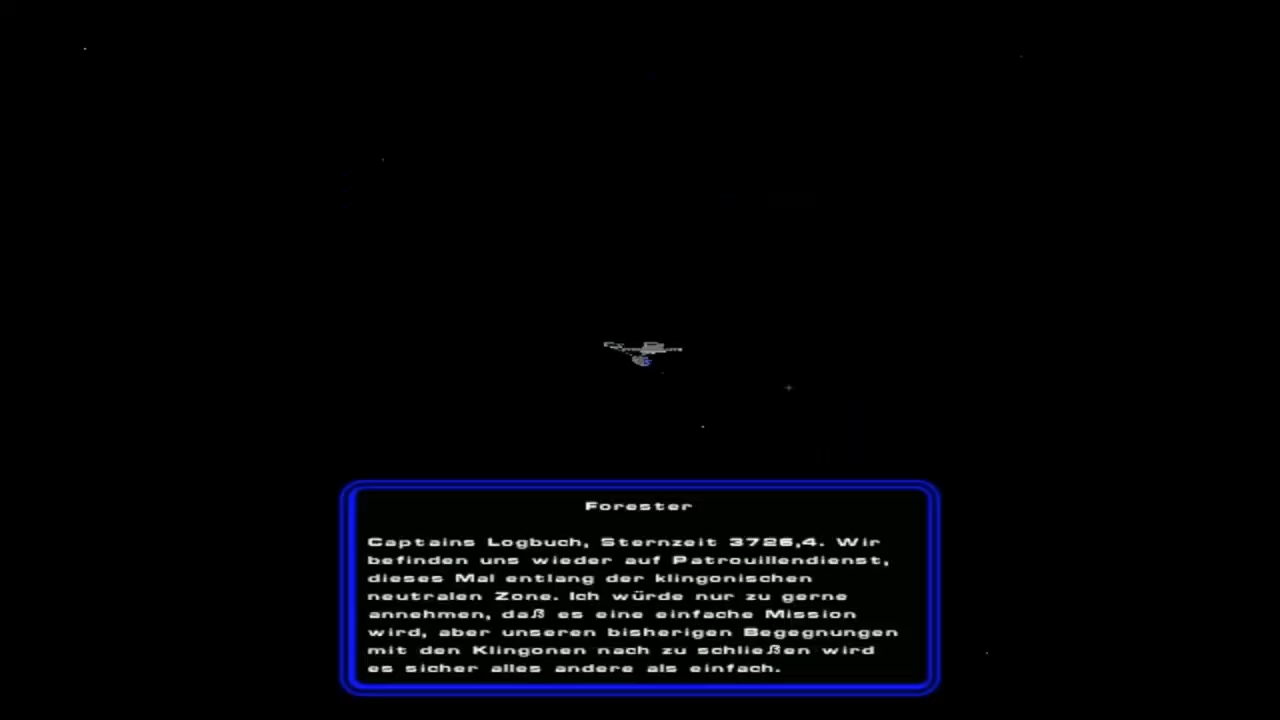 Forester
Captains Logbuch, Sternzeit 3726,4. Wir
befinden uns wieder auf Patrouillendienst,
dieses Mal entlang der klingonischen
neutralen Zone. Ich würde nur zu gerne
annehmen, daß es eine einfache Mission
wird, aber unseren bisherigen Begegnungen
mit den Klingonen nach zu schließen wird
es sicher alles andere als einfach.